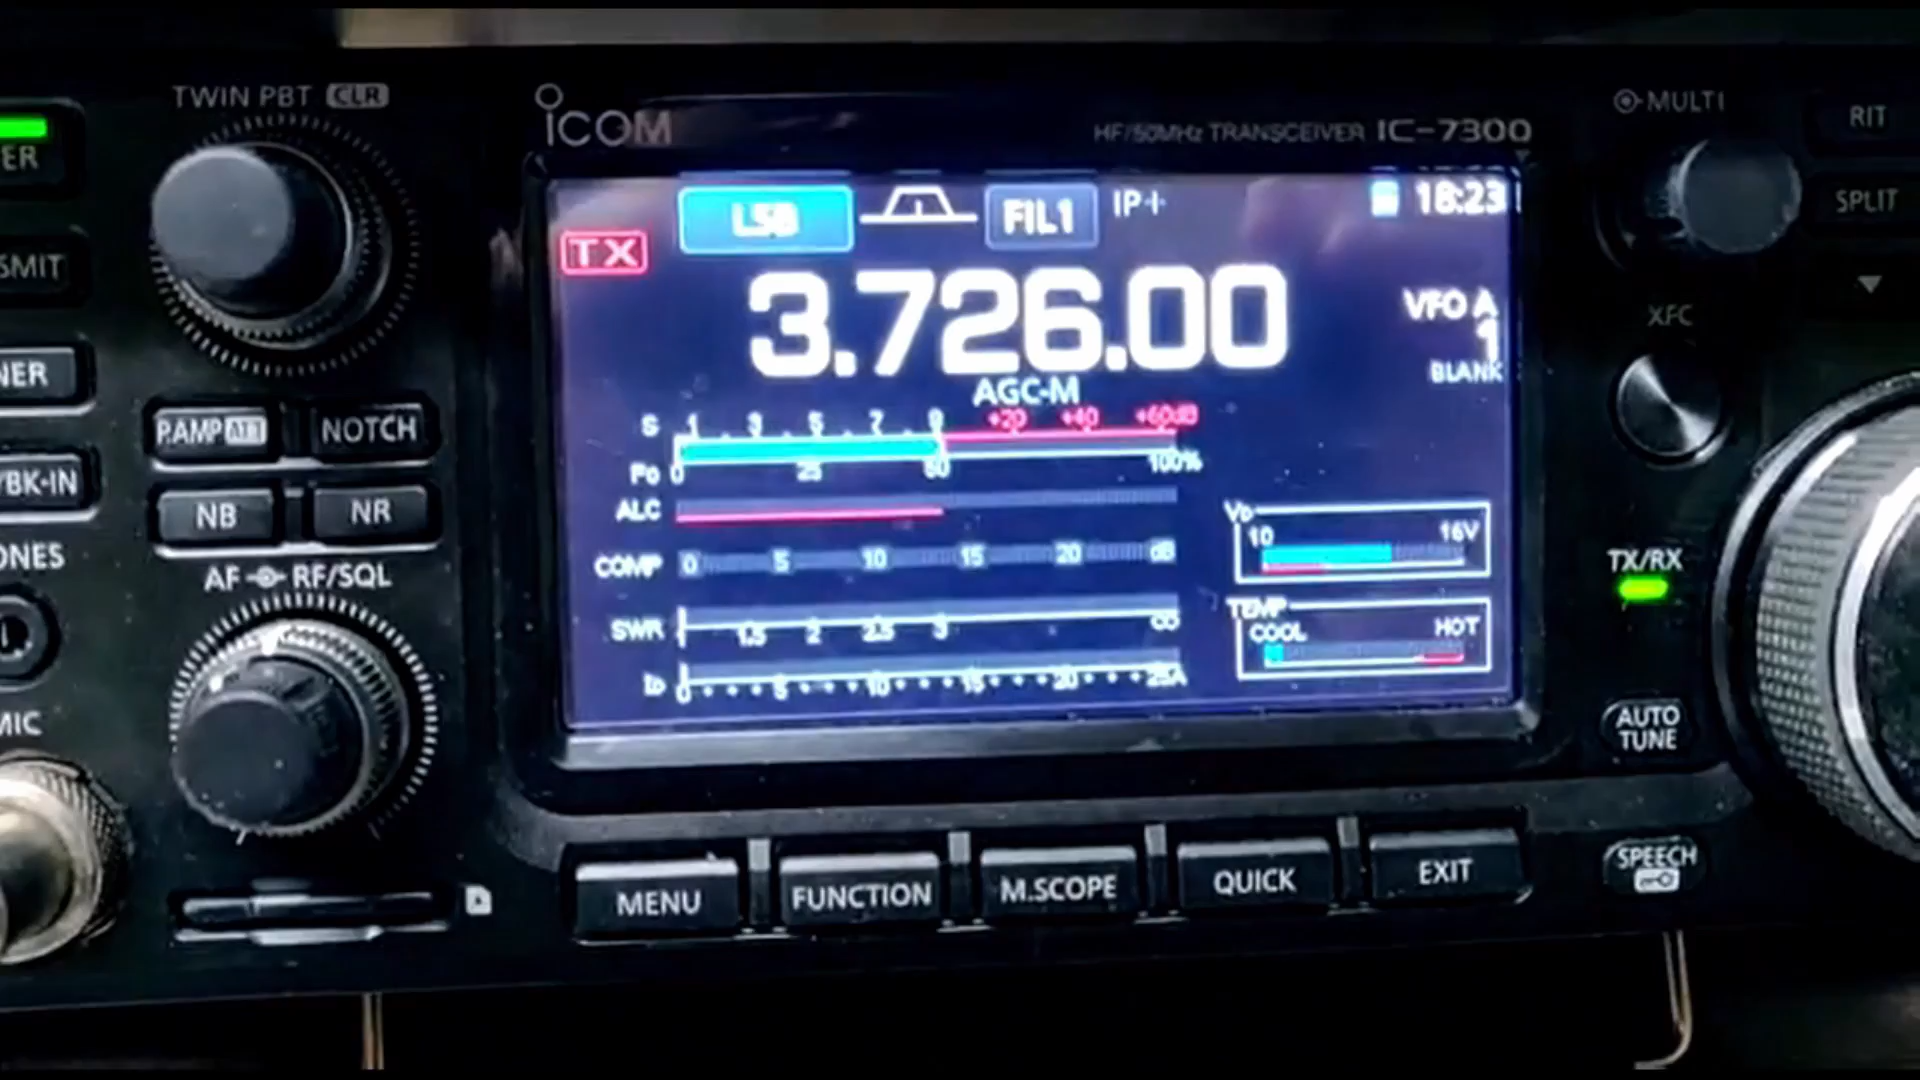 TWIN PBT CLR
ER
SMIT
NER
/BK-IN
ONES
MIC
P.AMP ATT
NOTCH
NB
NR
AF RF/SQL
ICOM
HF/50MHz TRANSCEIVER IC-7300
LSB
FIL1
IP+
18:23
TX
3.726.00
VFO A
1
BLANK
AGC-M
S 1 3 5 7 9 +20 +40 +60dB
Po 0 25 50 100%
ALC
COMP 0 5 10 15 20 dB
SWR 1 1.5 2 2.5 3 ∞
ID 0 5 10 15 20 25A
VD
10 16V
TEMP
COOL HOT
MENU
FUNCTION
M.SCOPE
QUICK
EXIT
MULTI
RIT
SPLIT
XFC
TX/RX
AUTO
TUNE
SPEECH